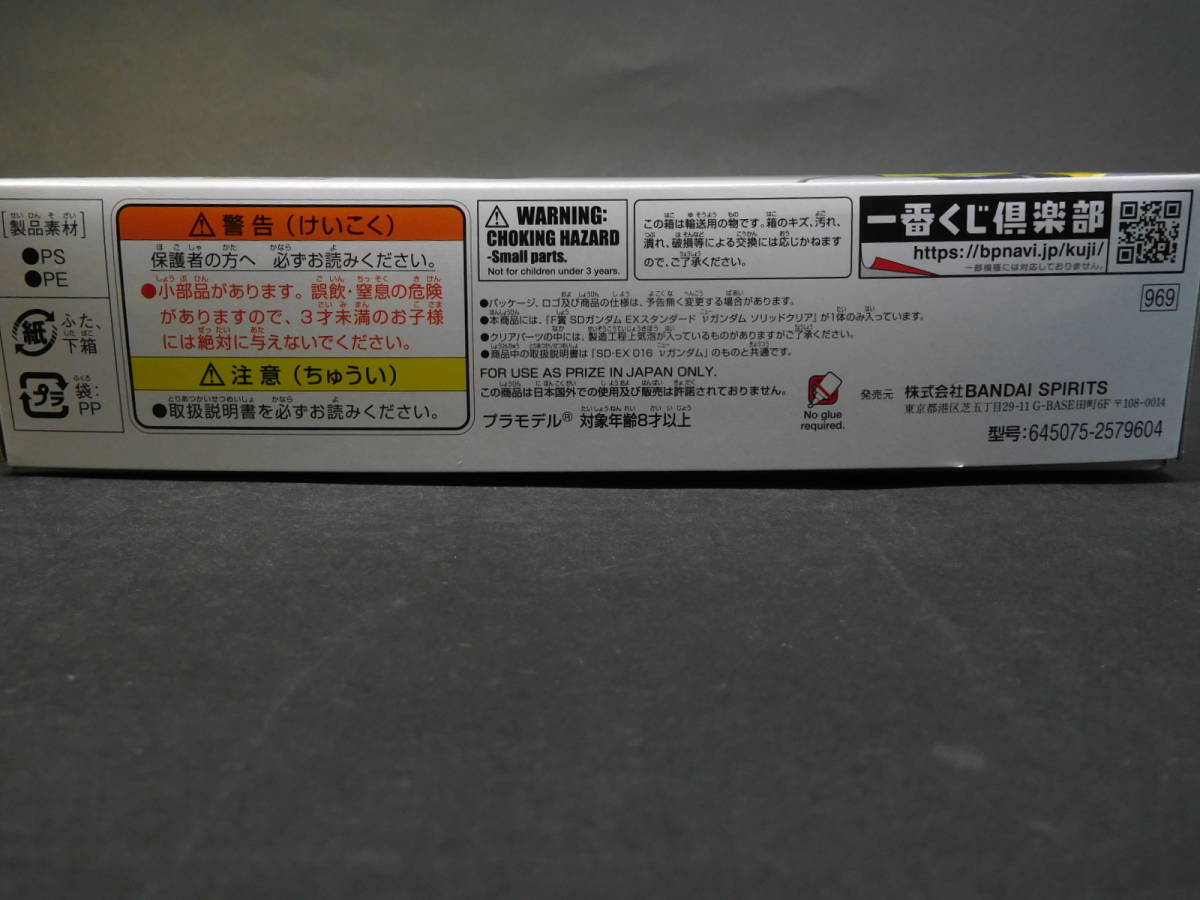 [製品素材]
●PS
●PE
紙
ふた、
下箱
プラ
袋:
PP
警告(けいこく)
保護者の方へ 必ずお読みください。
●小部品があります。誤飲・窒息の危険
がありますので、3才未満のお子様
には絶対に与えないでください。
注意(ちゅうい)
●取扱説明書を必ずお読みください。
WARNING:
CHOKING HAZARD
-Small parts.
Not for children under 3 years.
この箱は輸送用の物です。箱のキズ、汚れ、
潰れ、破損等による交換には応じかねます
ので、ご了承ください。
●パッケージ、ロゴ及び商品の仕様は、予告無く変更する場合があります。
●本商品には、「F賞 SDガンダム EXスタンダード νガンダム ソリッドクリア」が1体のみ入っています。
●クリアパーツの中には、製造工程上気泡が入っているものがありますがご了承ください。
●商品中の取扱説明書は「SD-EX 016 νガンダム」のものと共通です。
FOR USE AS PRIZE IN JAPAN ONLY.
この商品は日本国外での使用及び販売は許諾されておりません。
プラモデル® 対象年齢8才以上
No glue
required.
一番くじ倶楽部
https://bpnavi.jp/kuji/
一部機種には対応しておりません。
969
発売元 株式会社BANDAI SPIRITS
東京都港区芝五丁目29-11 G-BASE田町6F 〒108-0014
型号:645075-2579604